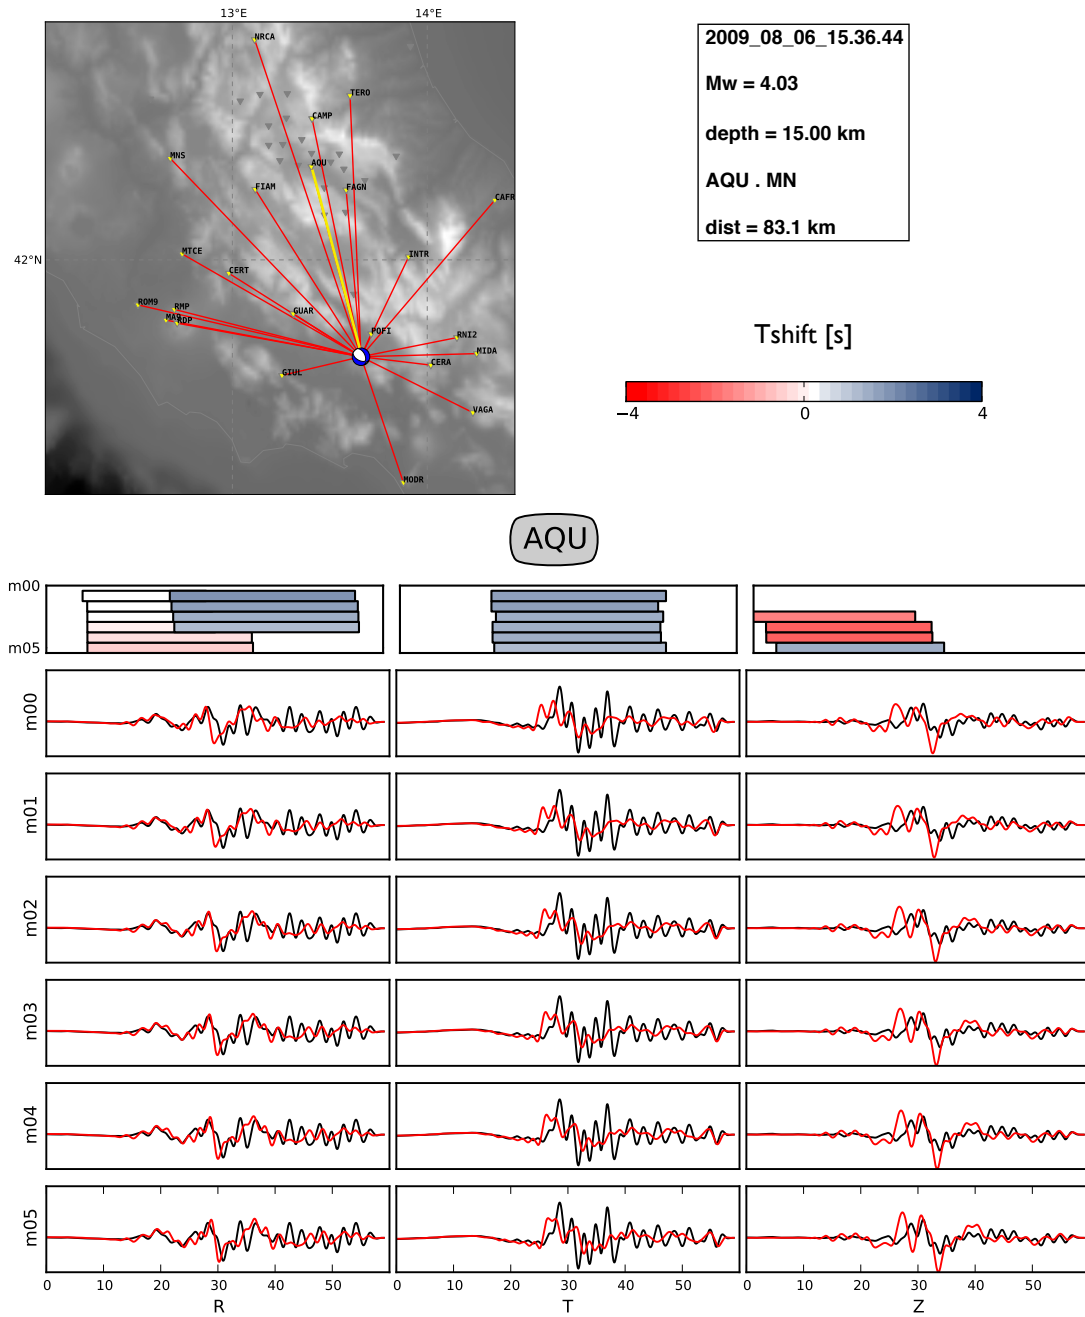 13°E 14°E
42°N
NRCA
TERO
CAMP
MNS
AQU
FIAM
FAGN
CAFR
MTCE
CERT
INTR
ROM9
RMP
GUAR
RDP
POFI
RNI2
MIDA
CERA
GIUL
VAGA
MODR
2009_08_06_15.36.44
Mw = 4.03
depth = 15.00 km
AQU . MN
dist = 83.1 km
Tshift [s]
−4 0 4
AQU
m00
m05
m00
m01
m02
m03
m04
m05
0 10 20 30 40 50
0 10 20 30 40 50
0 10 20 30 40 50
R T Z